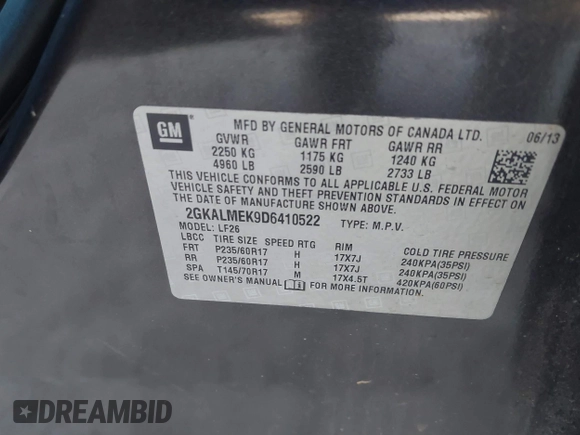 GM
MFD BY GENERAL MOTORS OF CANADA LTD. 06/13
GVWR GAWR FRT GAWR RR
2250 KG 1175 KG 1240 KG
4960 LB 2590 LB 2733 LB
THIS VEHICLE CONFORMS TO ALL APPLICABLE U.S. FEDERAL MOTOR
VEHICLE SAFETY AND THEFT PREVENTION STANDARDS IN EFFECT ON
THE DATE OF MANUFACTURE SHOWN ABOVE.
2GKALMEK9D6410522 TYPE: M.P.V.
MODEL: LF26
LBCC TIRE SIZE SPEED RTG RIM COLD TIRE PRESSURE
FRT P235/60R17 H 17X7J 240KPA(35PSI)
RR P235/60R17 H 17X7J 240KPA(35PSI)
SPA T145/70R17 M 17X4.5T 420KPA(60PSI)
SEE OWNER'S MANUAL FOR MORE INFORMATION.
DREAMBID